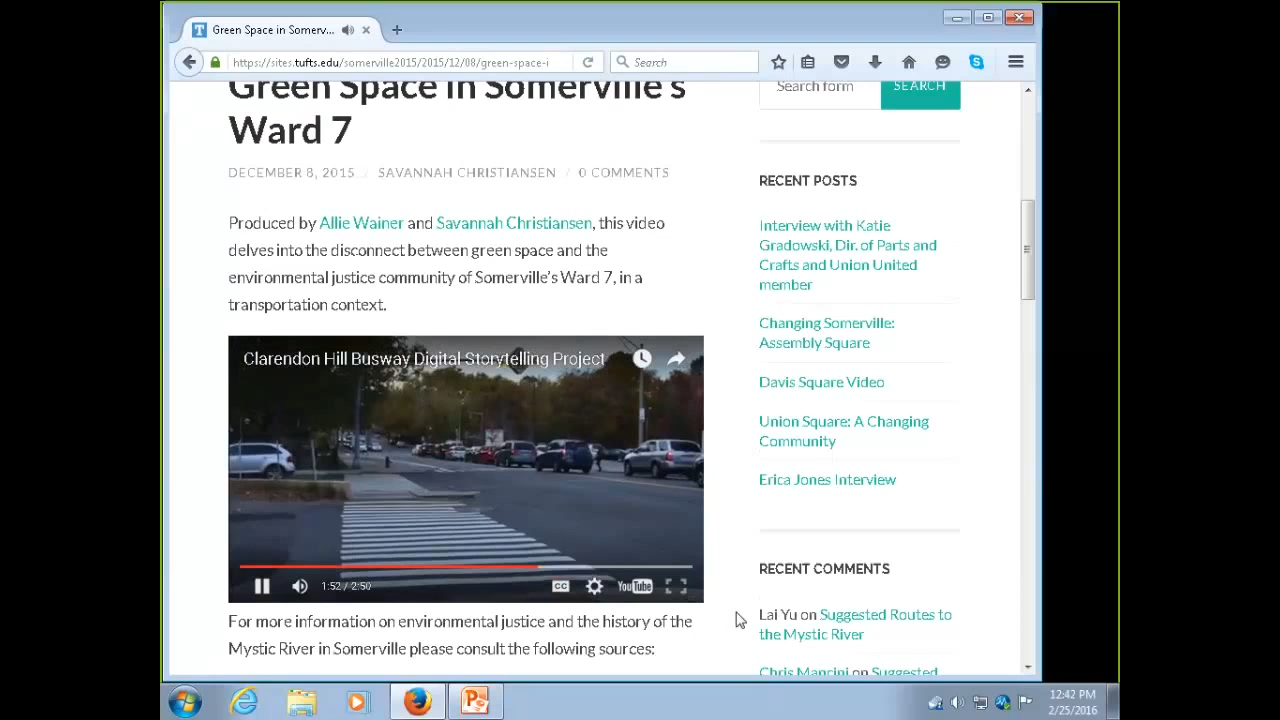 Green Space in Somerv...
https://sites.tufts.edu/somerville2015/2015/12/08/green-space-i
Search
Green Space in Somerville's
Ward 7
DECEMBER 8, 2015 / SAVANNAH CHRISTIANSEN / 0 COMMENTS
Produced by Allie Wainer and Savannah Christiansen, this video
delves into the disconnect between green space and the
environmental justice community of Somerville's Ward 7, in a
transportation context.
Clarendon Hill Busway Digital Storytelling Project
1:52 / 2:50
CC
YouTube
For more information on environmental justice and the history of the
Mystic River in Somerville please consult the following sources:
Search form
SEARCH
RECENT POSTS
Interview with Katie
Gradowski, Dir. of Parts and
Crafts and Union United
member
Changing Somerville:
Assembly Square
Davis Square Video
Union Square: A Changing
Community
Erica Jones Interview
RECENT COMMENTS
Lai Yu on Suggested Routes to
the Mystic River
Chris Mancini on Suggested
12:42 PM
2/25/2016